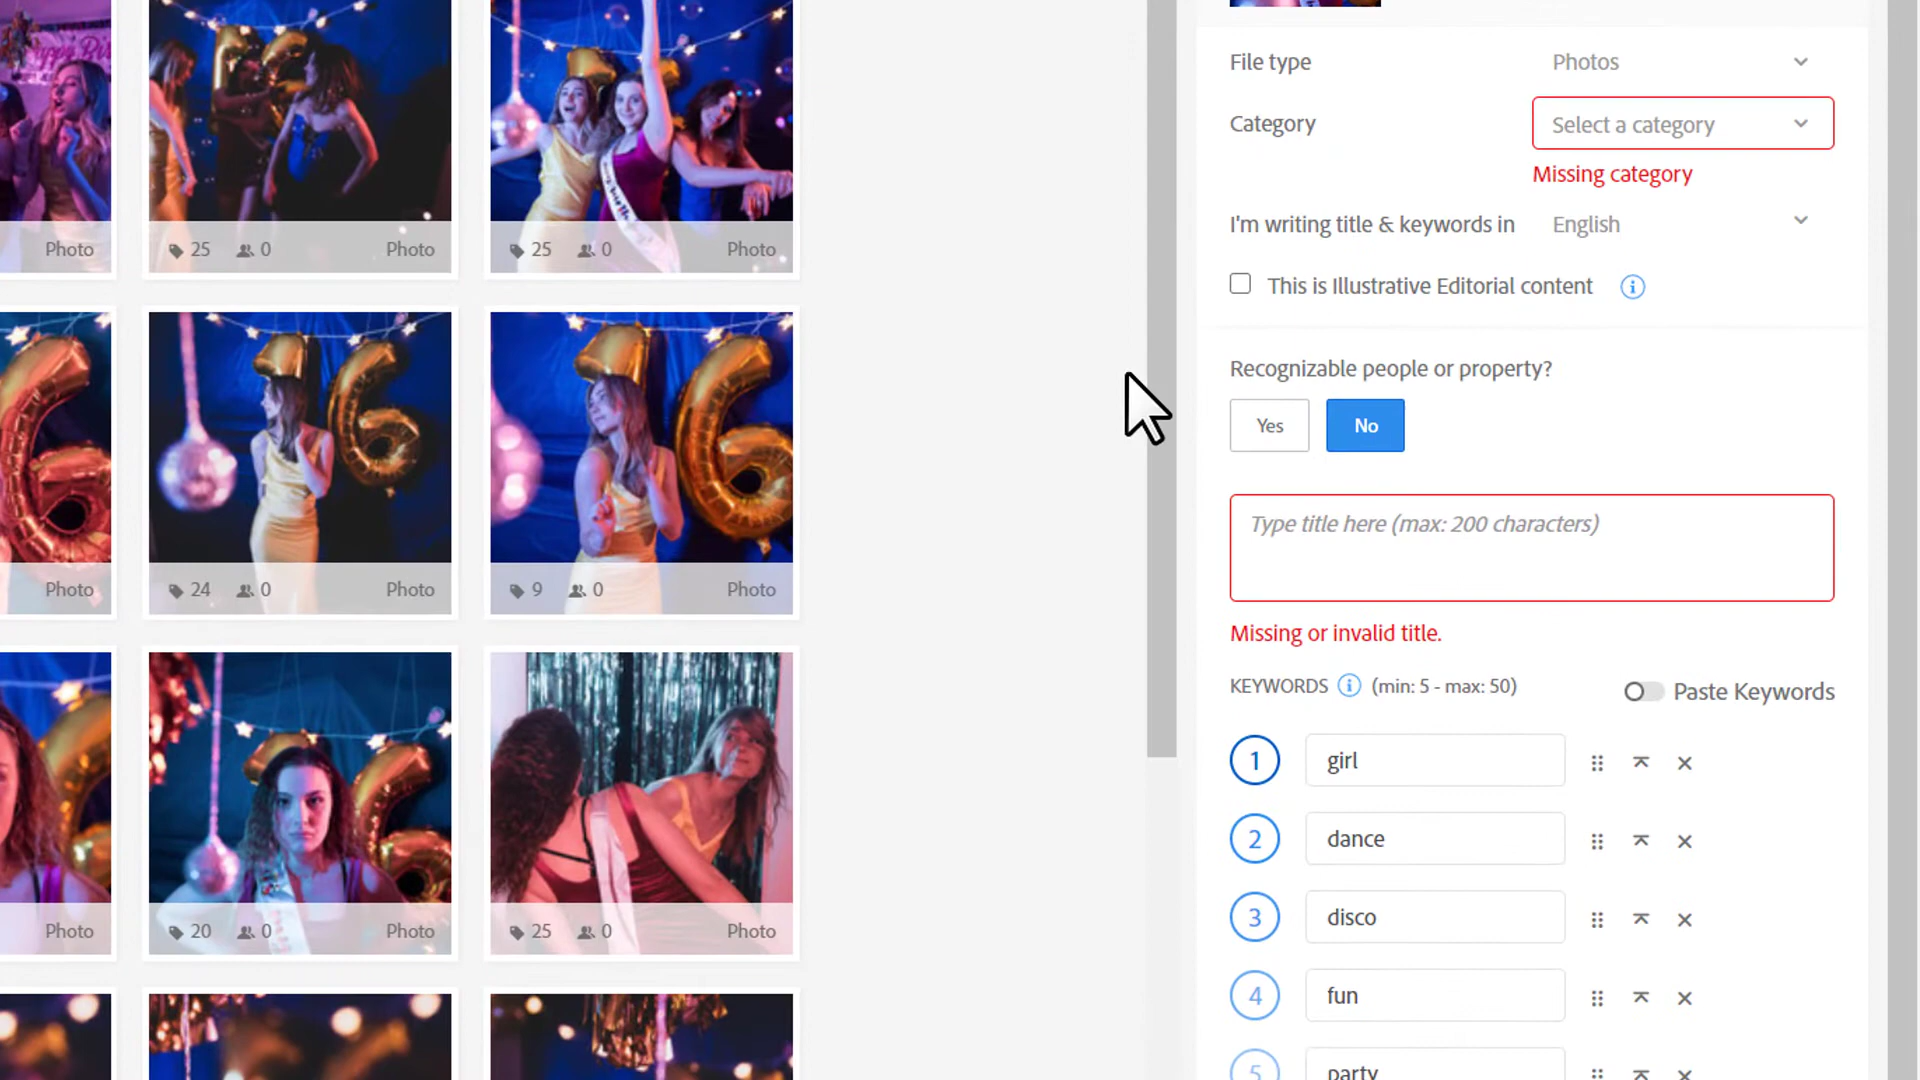 File type
Photos
Category
Select a category
Missing category
I'm writing title & keywords in
English
This is Illustrative Editorial content
Recognizable people or property?
Yes
No
Type title here (max: 200 characters)
Missing or invalid title.
KEYWORDS (min: 5 - max: 50)
Paste Keywords
1
girl
2
dance
3
disco
4
fun
5
party
Photo
25
0
Photo
25
0
Photo
Photo
24
0
Photo
9
0
Photo
Photo
20
0
Photo
25
0
Photo